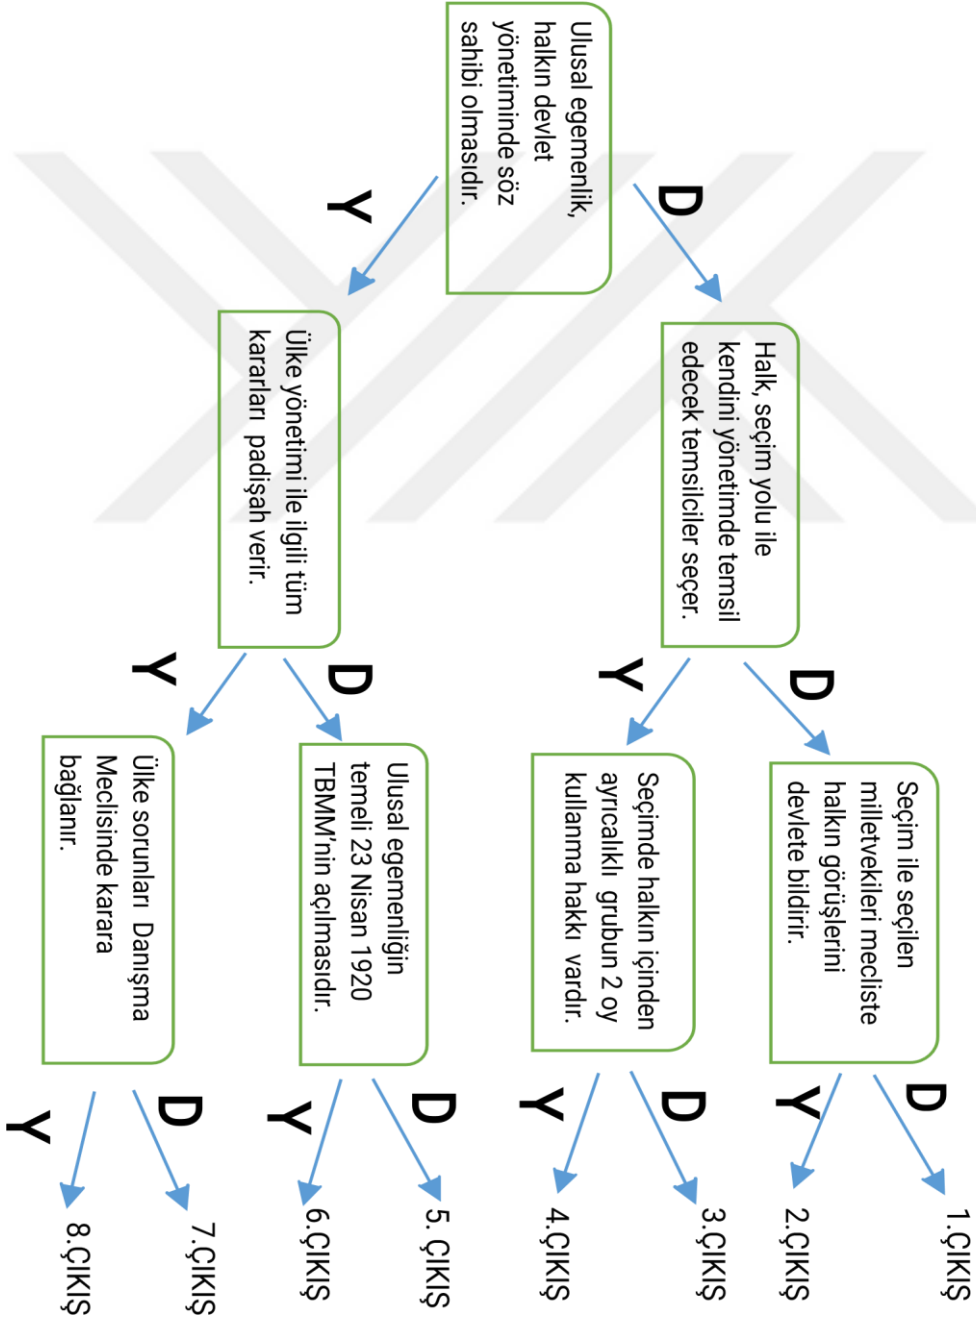 Ulusal egemenlik,
halkın devlet
yönetiminde söz
sahibi olmasıdır.
D
Y
Halk, seçim yolu ile
kendini yönetimde temsil
edecek temsilciler seçer.
Ülke yönetimi ile ilgili tüm
kararları padişah verir.
D
Y
D
Y
Seçim ile seçilen
milletvekileri mecliste
halkın görüşlerini
devlete bildirir.
Seçimde halkın içinden
ayrıcalıklı grubun 2 oy
kullanma hakkı vardır.
Ulusal egemenliğin
temeli 23 Nisan 1920
TBMM'nin açılmasıdır.
Ülke sorunları Danışma
Meclisinde karara
bağlanır.
D
Y
D
Y
D
Y
D
Y
1.ÇIKIŞ
2.ÇIKIŞ
3.ÇIKIŞ
4.ÇIKIŞ
5. ÇIKIŞ
6.ÇIKIŞ
7.ÇIKIŞ
8.ÇIKIŞ